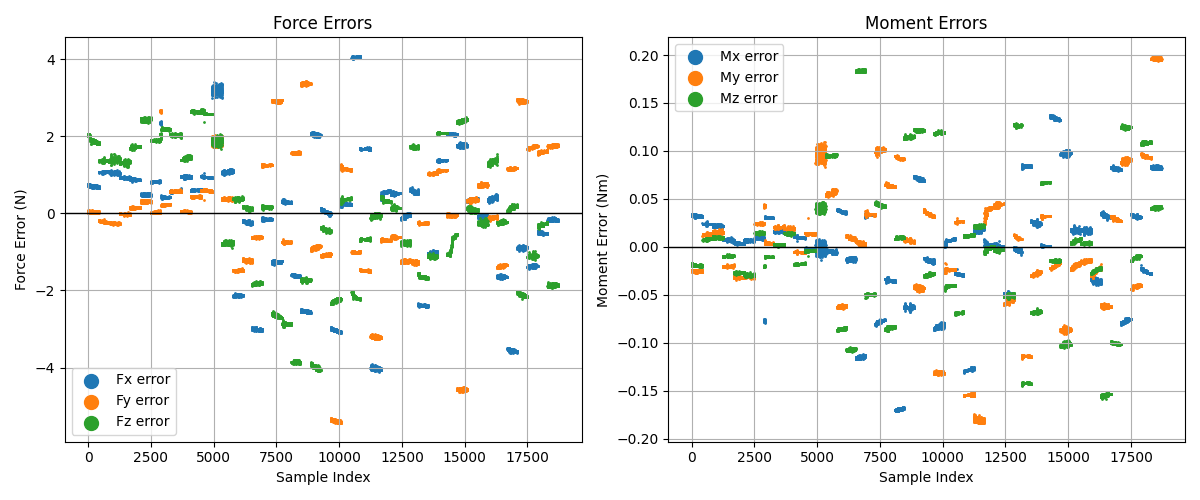 Force Errors
Force Error (N)
4
2
0
−2
−4
Fx error
Fy error
Fz error
0
2500
5000
7500
10000
12500
15000
17500
Sample Index
Moment Errors
Moment Error (Nm)
0.20
0.15
0.10
0.05
0.00
−0.05
−0.10
−0.15
−0.20
Mx error
My error
Mz error
0
2500
5000
7500
10000
12500
15000
17500
Sample Index